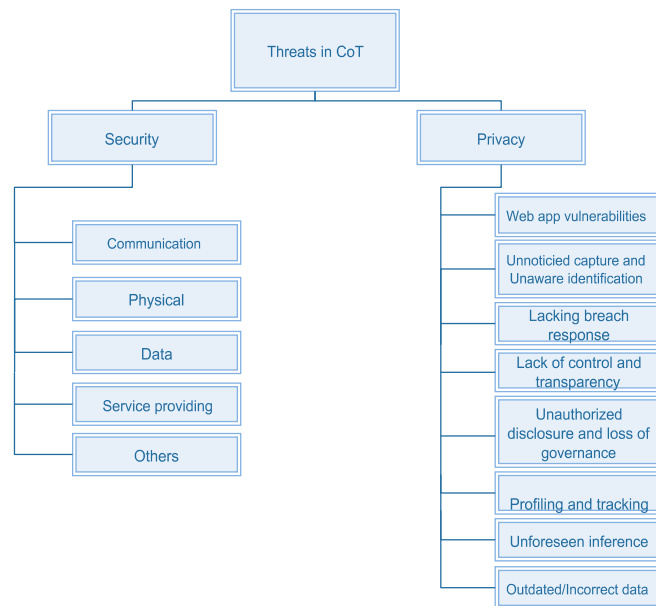 Threats in CoT
Security
Privacy
Communication
Physical
Data
Service providing
Others
Web app vulnerabilities
Unnoticied capture and
Unaware identification
Lacking breach
response
Lack of control and
transparency
Unauthorized
disclosure and loss of
governance
Profiling and tracking
Unforeseen inference
Outdated/Incorrect data